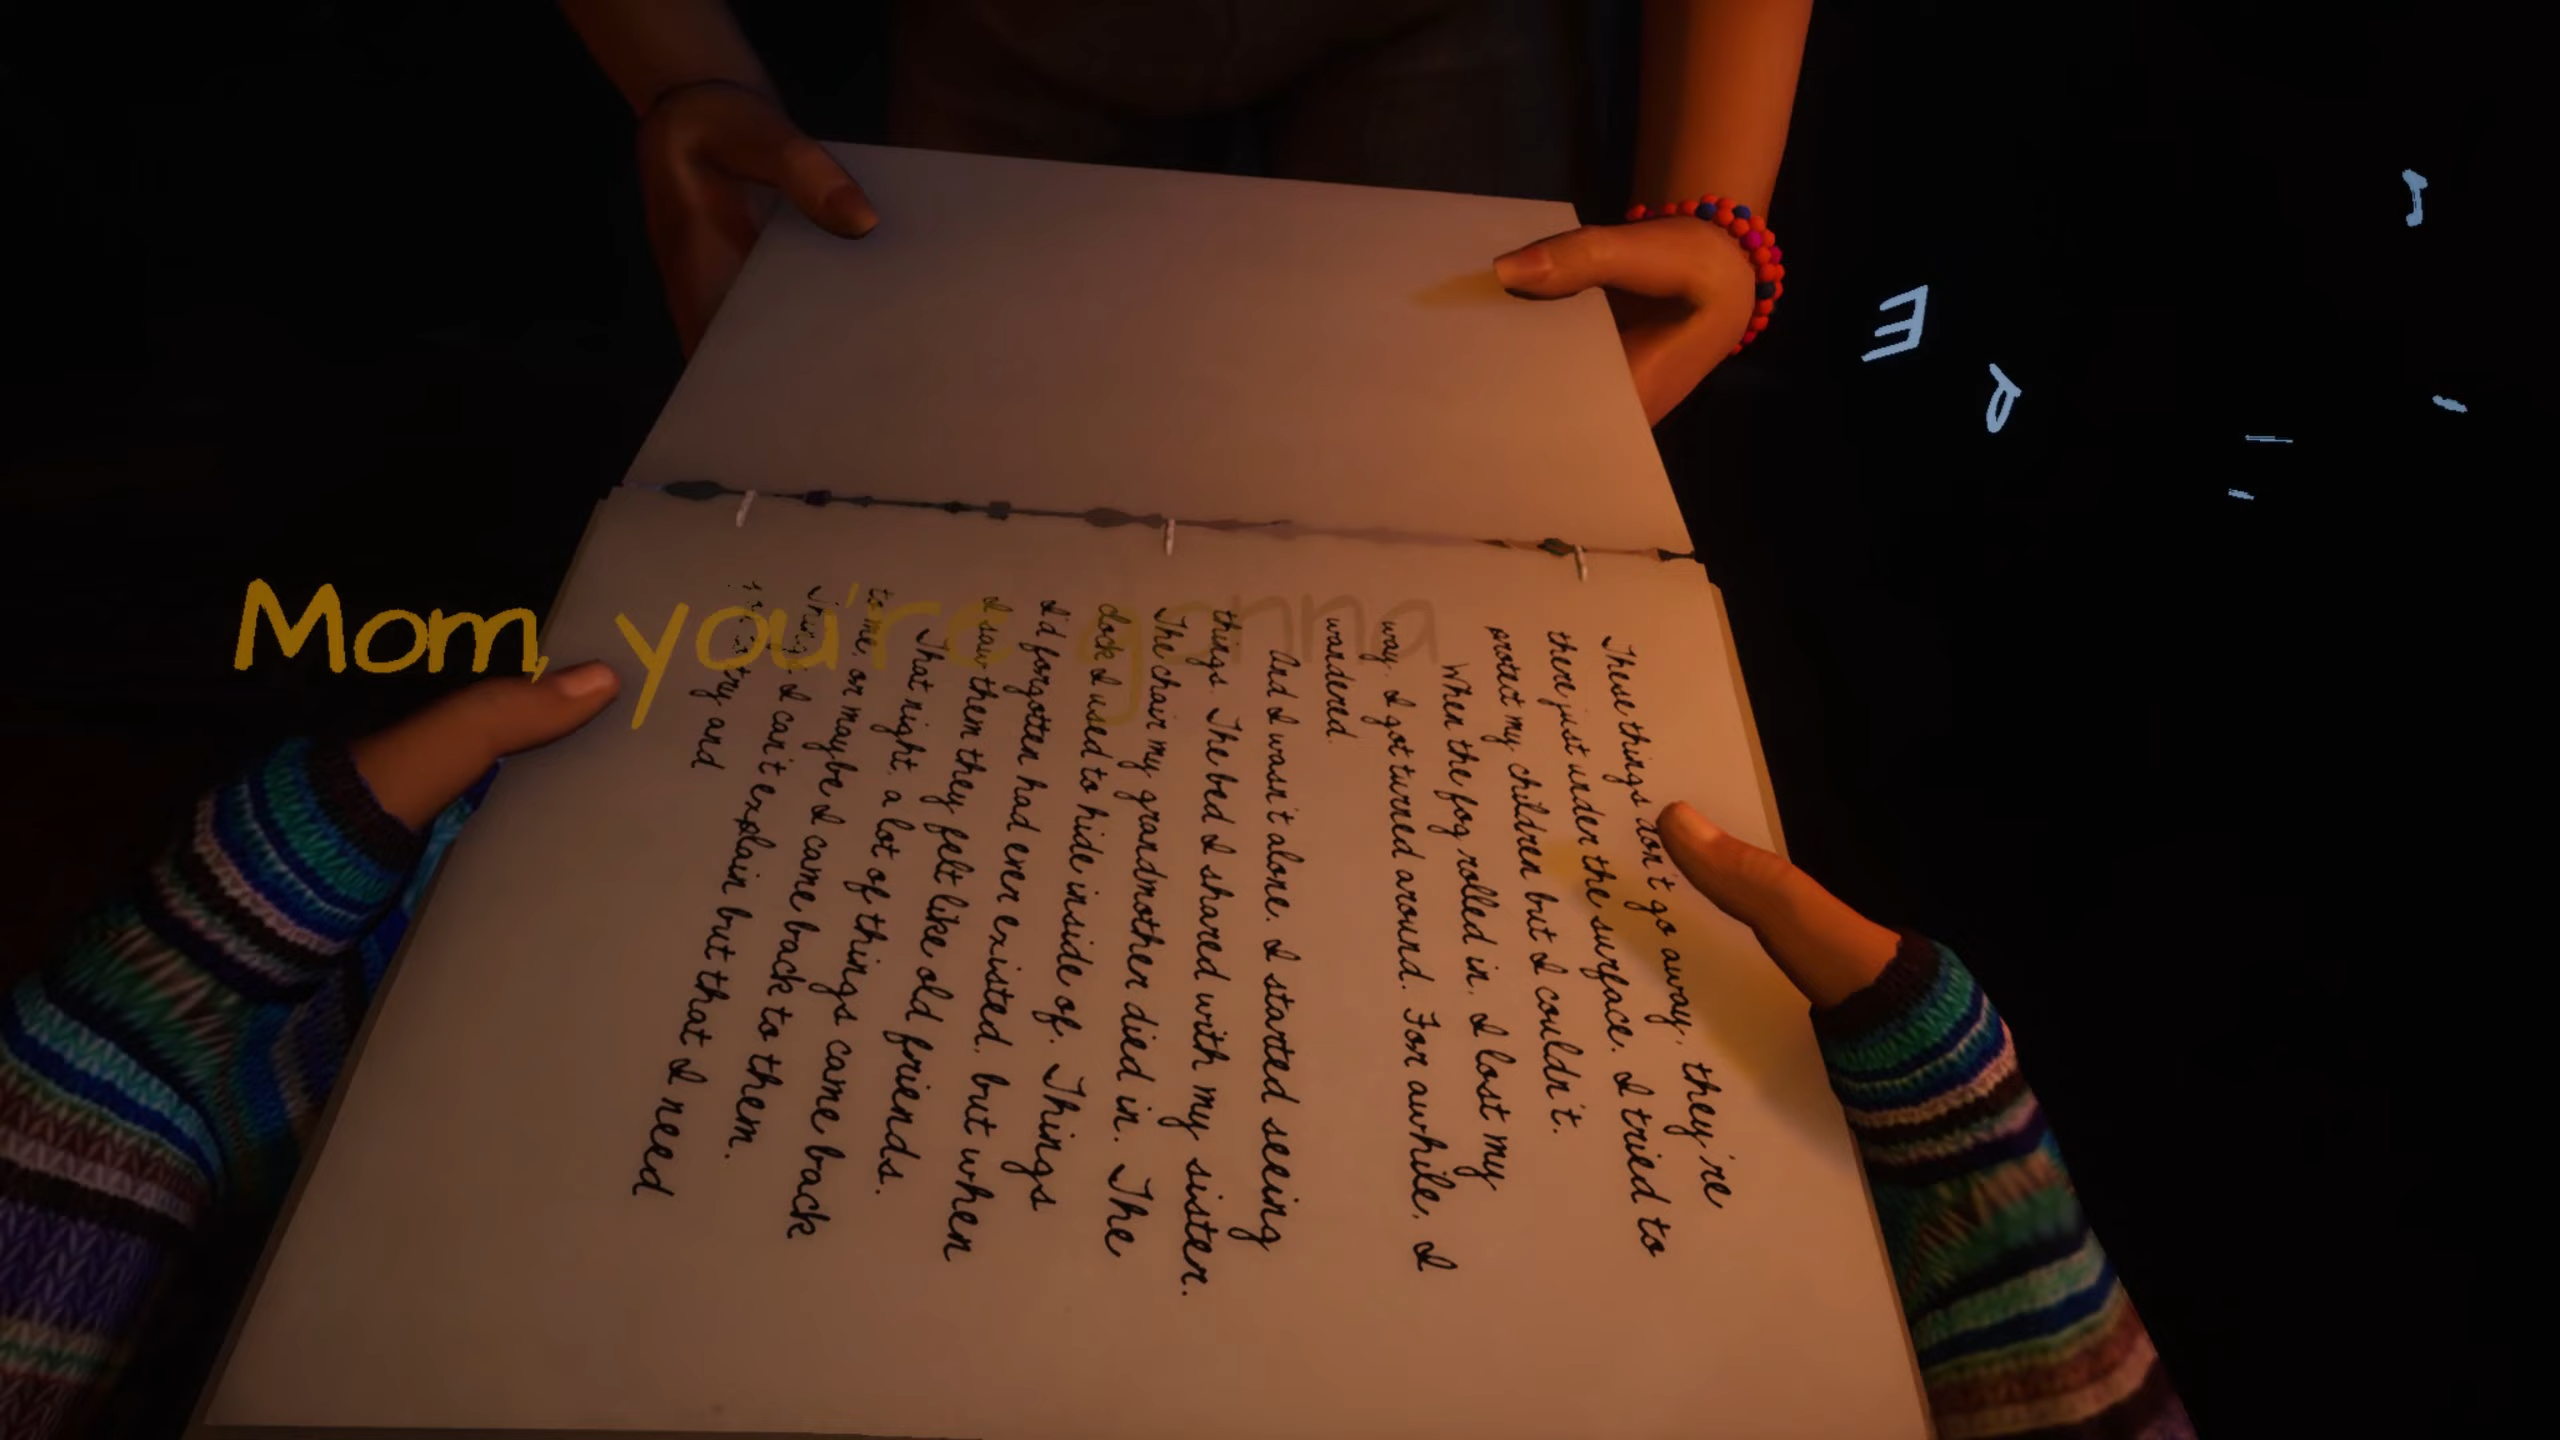 Mom, you're gonna
These things don't go away, they're
there just under the surface. I tried to
protect my children but I couldn't.
When the fog rolled in, I lost my
way. I got turned around. For awhile, I
wandered.
And I wasn't alone. I started seeing
things. The bed I shared with my sister.
The chair my grandmother died in. The
clock I used to hide inside of. Things
I'd forgotten had ever existed, but when
I saw them they felt like old friends.
That night, a lot of things came back
to me, or maybe I came back to them.
Things I can't explain but that I need
try and